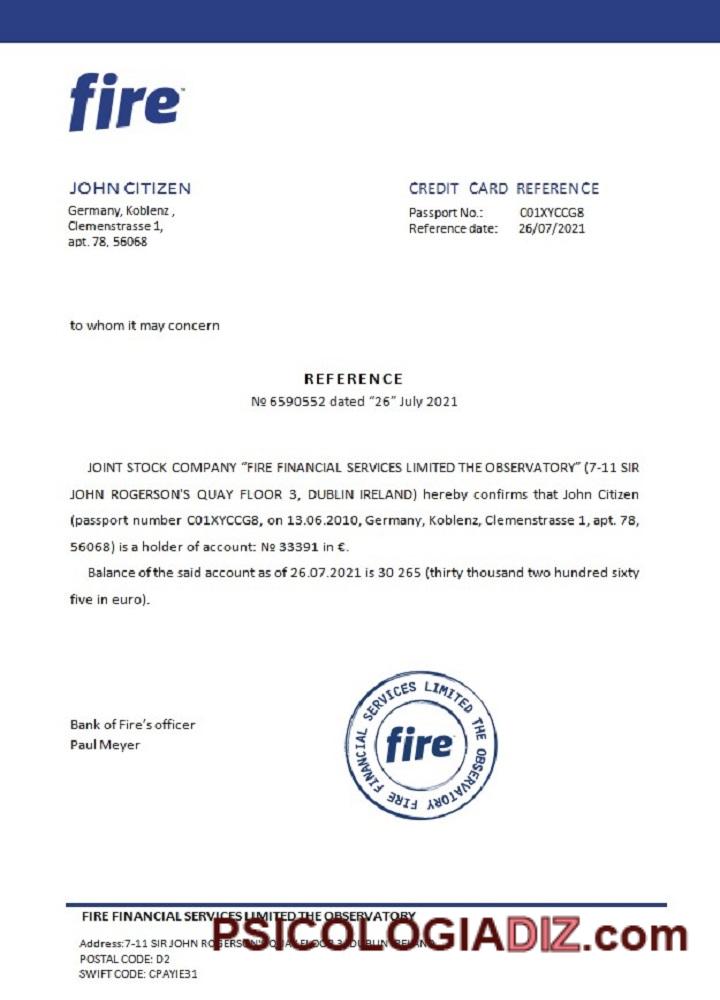 fire
JOHN CITIZEN
Germany, Koblenz ,
Clemenstrasse 1,
apt. 78, 56068
CREDIT CARD REFERENCE
Passport No.: C01XYCCG8
Reference date: 26/07/2021
to whom it may concern
REFERENCE
№ 6590552 dated “26” July 2021
JOINT STOCK COMPANY “FIRE FINANCIAL SERVICES LIMITED THE OBSERVATORY” (7-11 SIR
JOHN ROGERSON’S QUAY FLOOR 3, DUBLIN IRELAND) hereby confirms that John Citizen
(passport number C01XYCCG8, on 13.06.2010, Germany, Koblenz, Clemenstrasse 1, apt. 78,
56068) is a holder of account: № 33391 in €.
Balance of the said account as of 26.07.2021 is 30 265 (thirty thousand two hundred sixty
five in euro).
Bank of Fire’s officer
Paul Meyer
FIRE FINANCIAL SERVICES LIMITED THE OBSERVATORY
fire
FIRE FINANCIAL SERVICES LIMITED THE OBSERVATORY
Address:7-11 SIR JOHN ROGERSON’S QUAY FLOOR 3, DUBLIN IRELAND
PSICOLOGIADIZ.com
POSTAL CODE: D2
SWIFT CODE: CPAYIE31